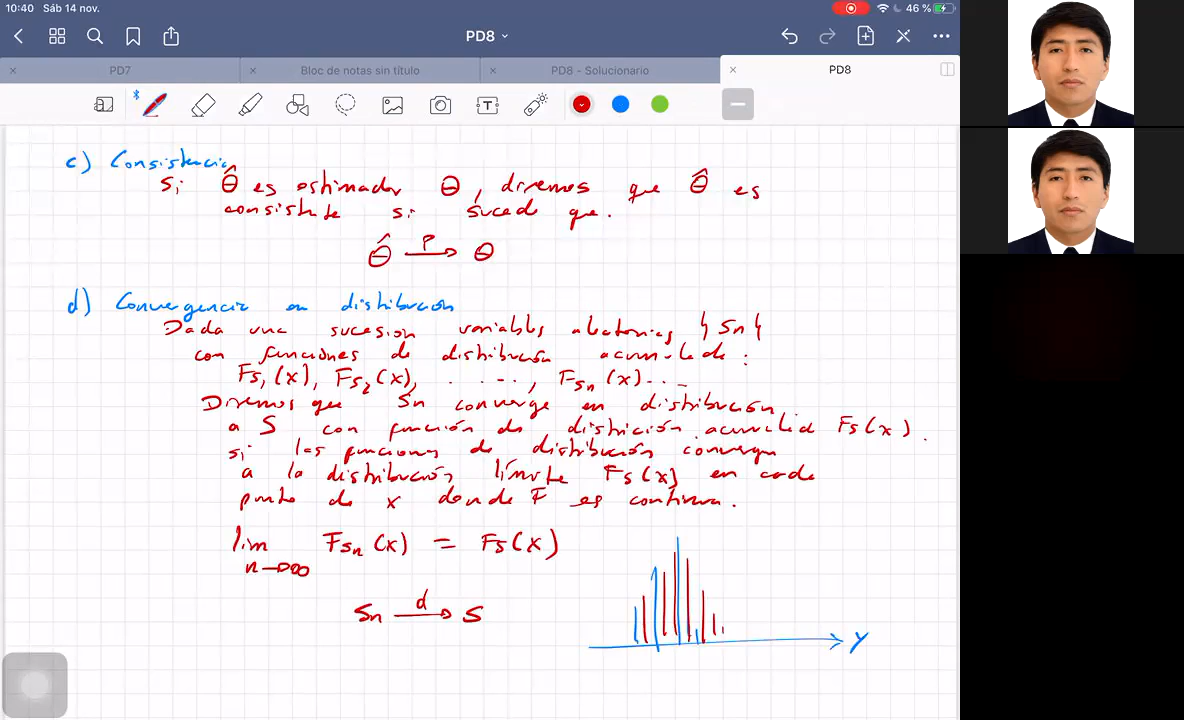 10:40 Sáb 14 nov.
46 %
PD8
PD7
Bloc de notas sin título
PD8 - Solucionario
PD8
c) Consistencia
Si θ̂ es estimador θ, diremos que θ̂ es
consistente si sucede que.
θ̂ —P→ θ
d) Convergencia en distribución
Dada una sucesion variables aleatorias {Sn}
con funciones de distribución acumulada:
Fs₁(x), Fs₂(x), ....., Fsn(x)...
Diremos que Sn converge en distribución
a S con función de districión acumulad Fs(x).
si las funciones de distribución convergen
a la distribución límite Fs(x) en cada
punto de x donde F es continua.
lim Fsn(x) = Fs(x)
n→∞
Sn —d→ S
y